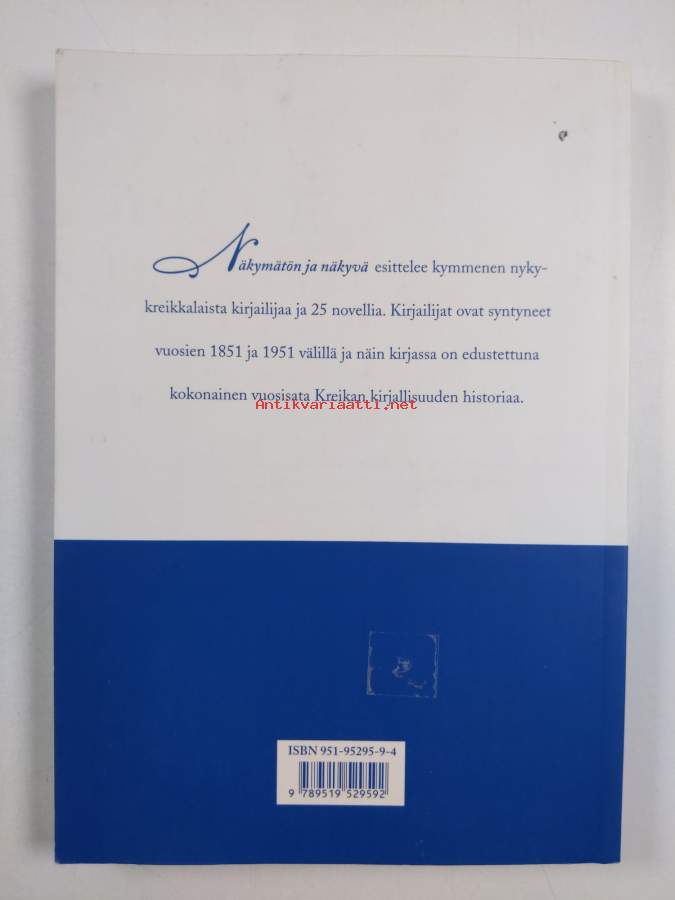 Näkymätön ja näkyvä esittelee kymmenen nyky-
kreikkalaista kirjailijaa ja 25 novellia. Kirjailijat ovat syntyneet
vuosien 1851 ja 1951 välillä ja näin kirjassa on edustettuna
kokonainen vuosisata Kreikan kirjallisuuden historiaa.
Antikvariaatti.net
ISBN 951-95295-9-4
9 789519 529592